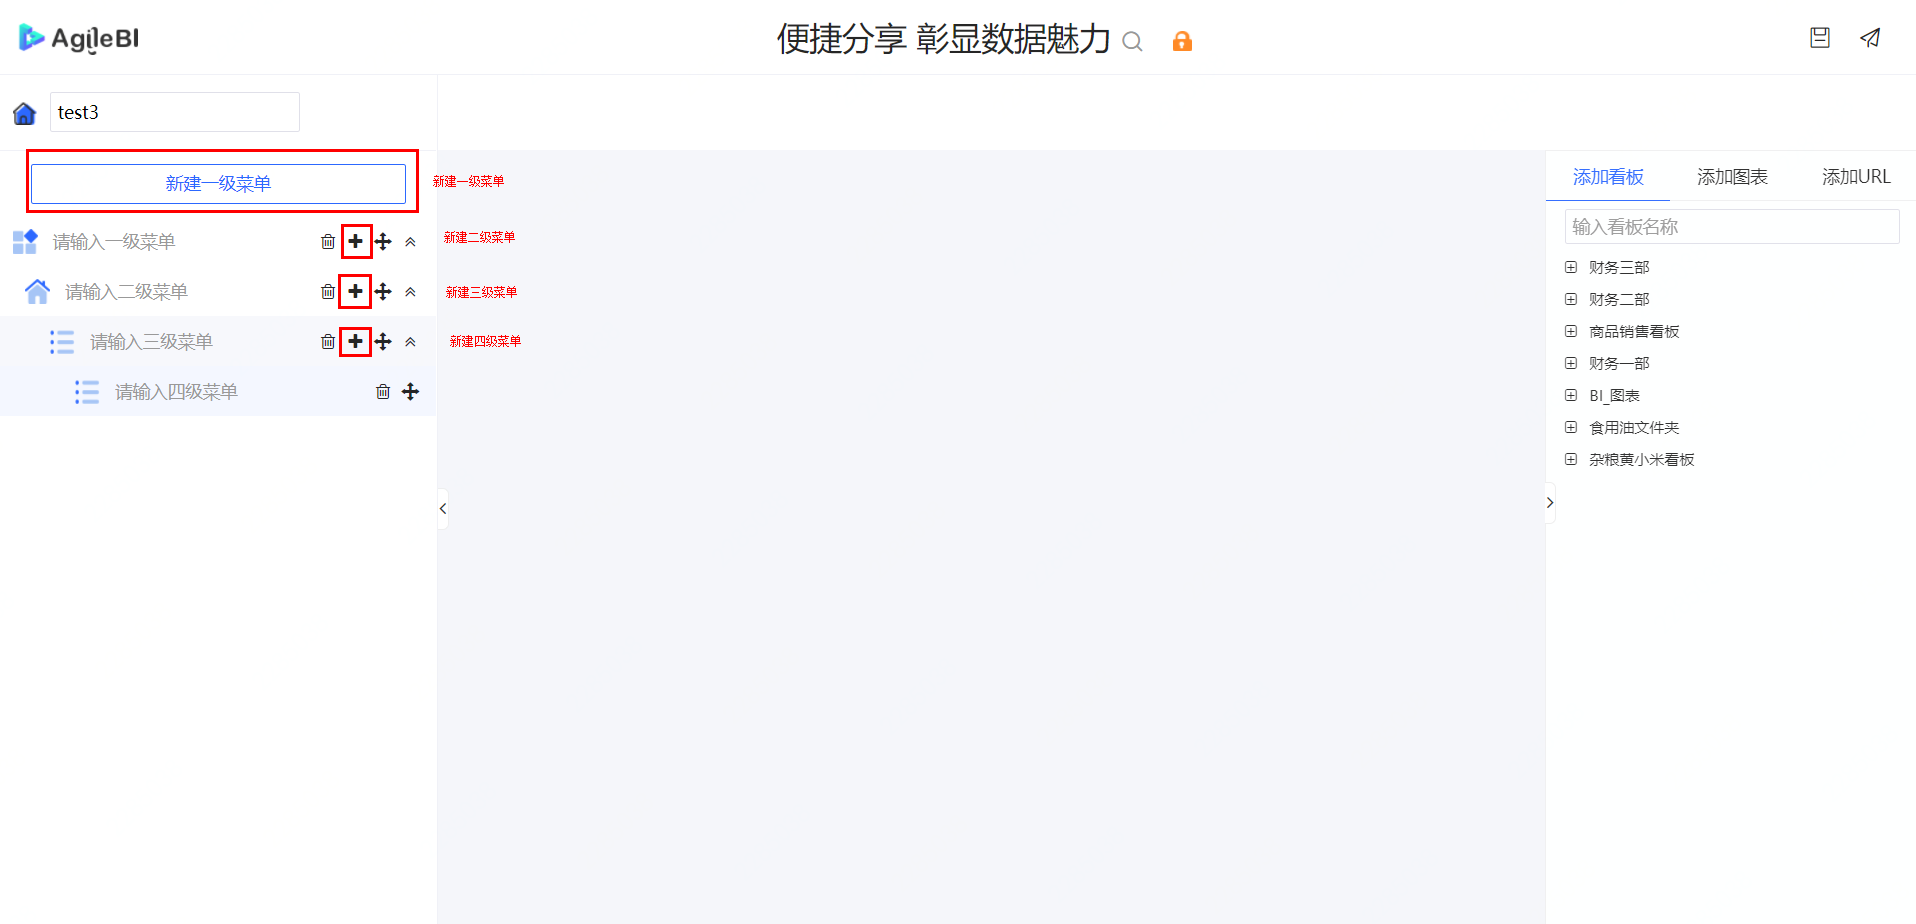 AgileBI
便捷分享 彰显数据魅力
test3
新建一级菜单
新建一级菜单
请输入一级菜单
新建二级菜单
请输入二级菜单
新建三级菜单
请输入三级菜单
新建四级菜单
请输入四级菜单
添加看板 添加图表 添加URL
输入看板名称
财务三部
财务二部
商品销售看板
财务一部
BI_图表
食用油文件夹
杂粮黄小米看板